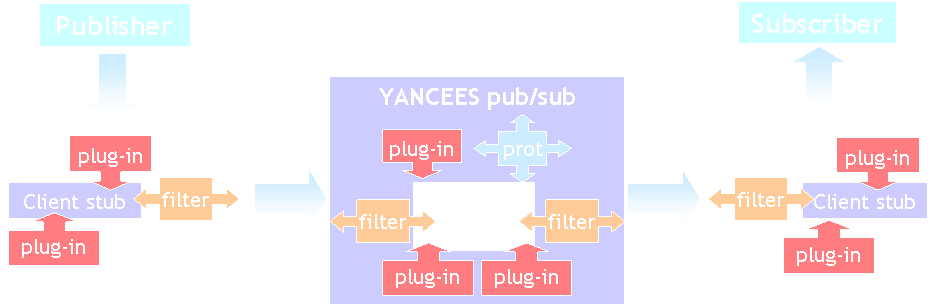 Publisher
Subscriber
YANCEES pub/sub
plug-in
plug-in
prot
plug-in
Client stub
filter
filter
filter
filter
Client stub
plug-in
plug-in
plug-in
plug-in